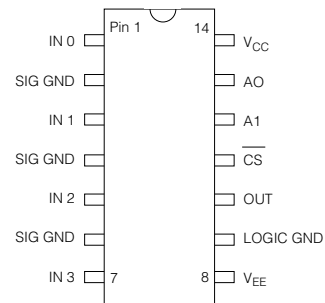 Pin 1 14
IN 0 VCC
SIG GND AO
IN 1 A1
SIG GND CS
IN 2 OUT
SIG GND LOGIC GND
IN 3 7 8 VEE